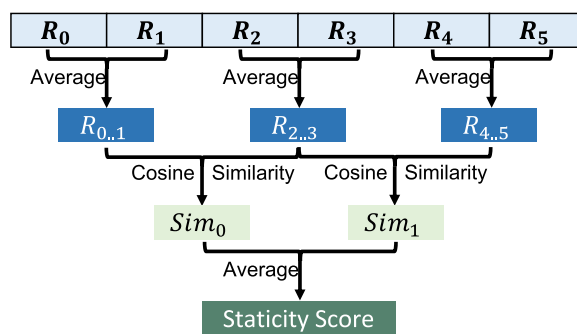 R0 R1 R2 R3 R4 R5
Average Average Average
R0..1 R2..3 R4..5
Cosine Similarity Cosine Similarity
Sim0 Sim1
Average
Staticity Score